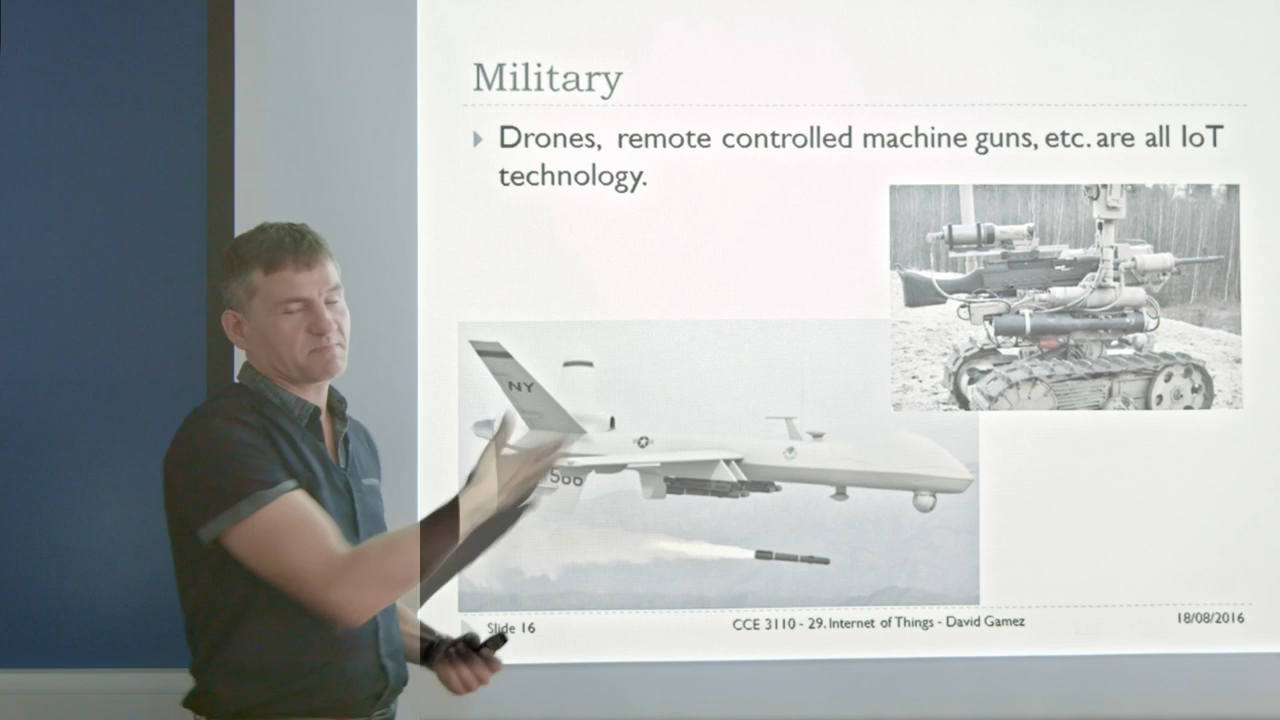 Military
Drones, remote controlled machine guns, etc. are all IoT
technology.
NY
566
Slide 16
CCE 3110 - 29. Internet of Things - David Gamez
18/08/2016